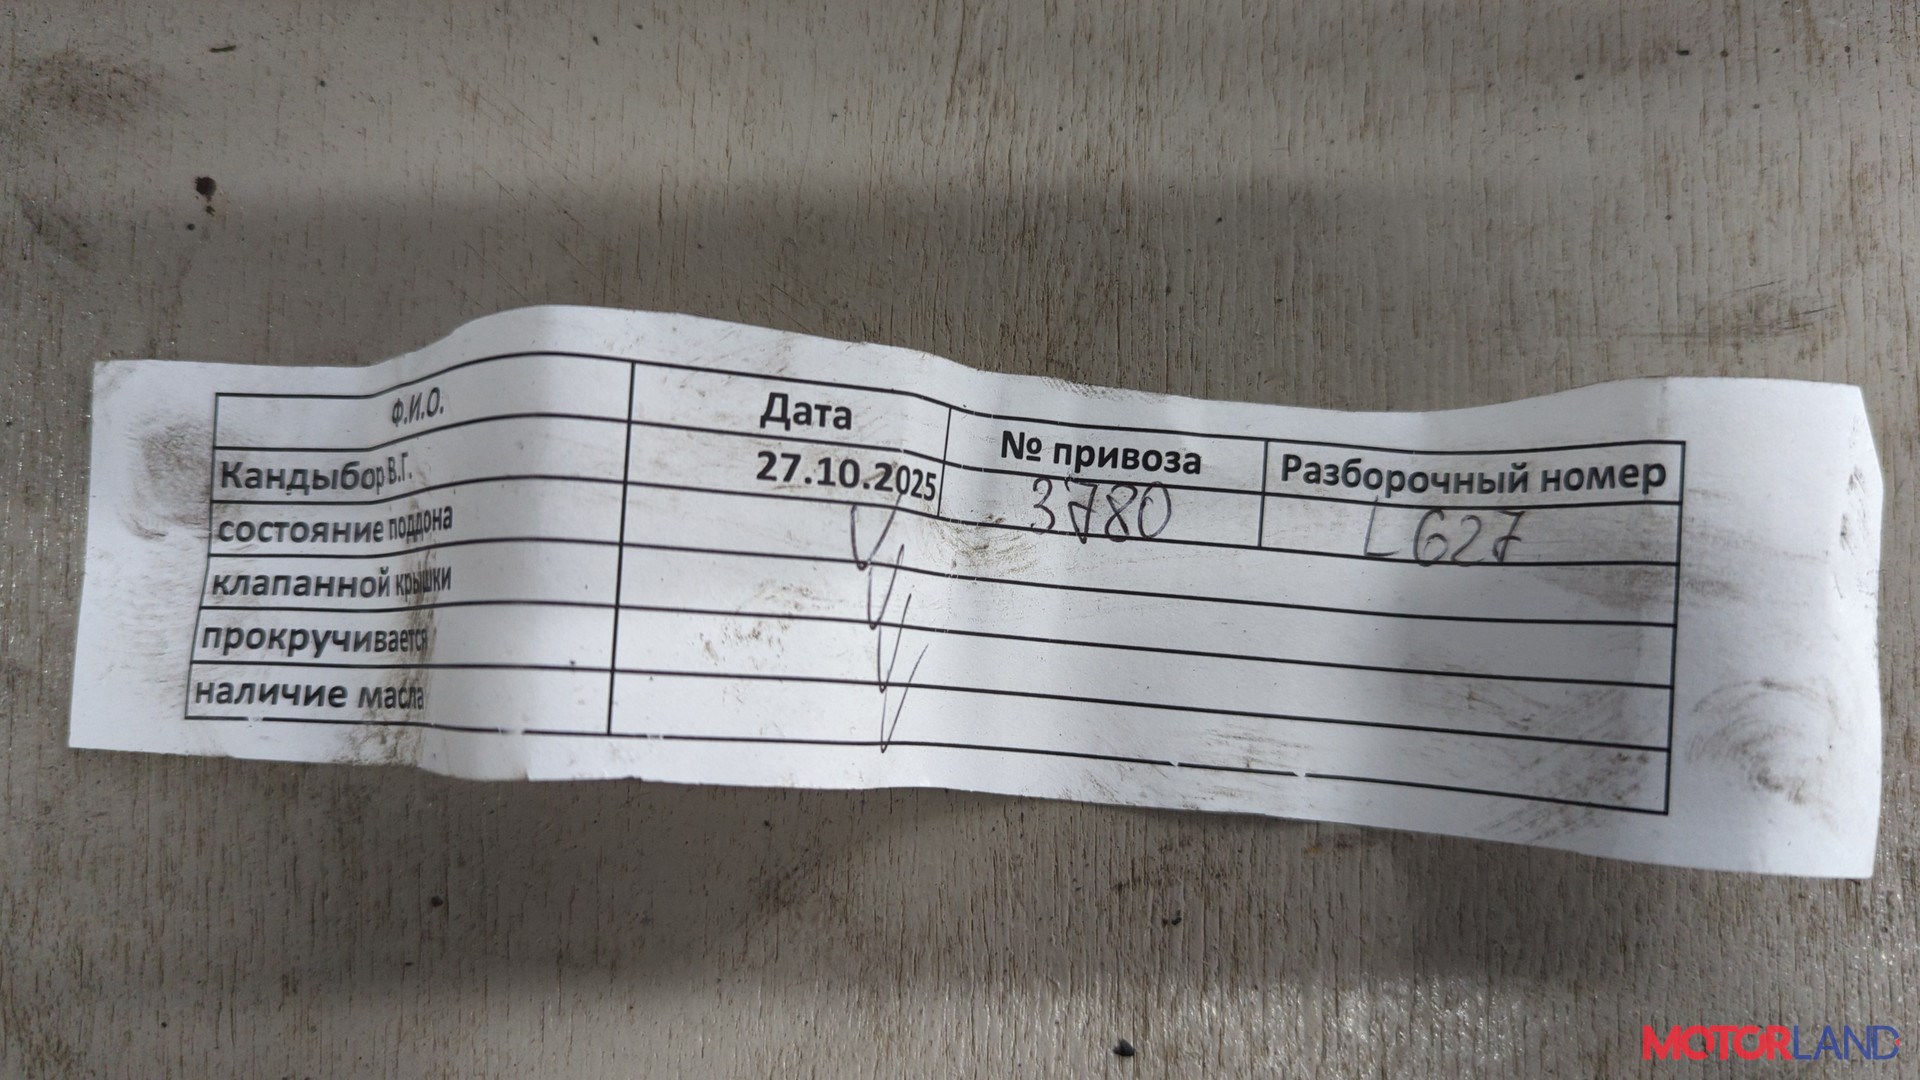 Ф.И.О. Дата № привоза Разборочный номер
Кандыбор В.Г. 27.10.2025 3780 L627
состояние поддона V
клапанной крышки V
прокручивается V
наличие масла V
MOTORLAND